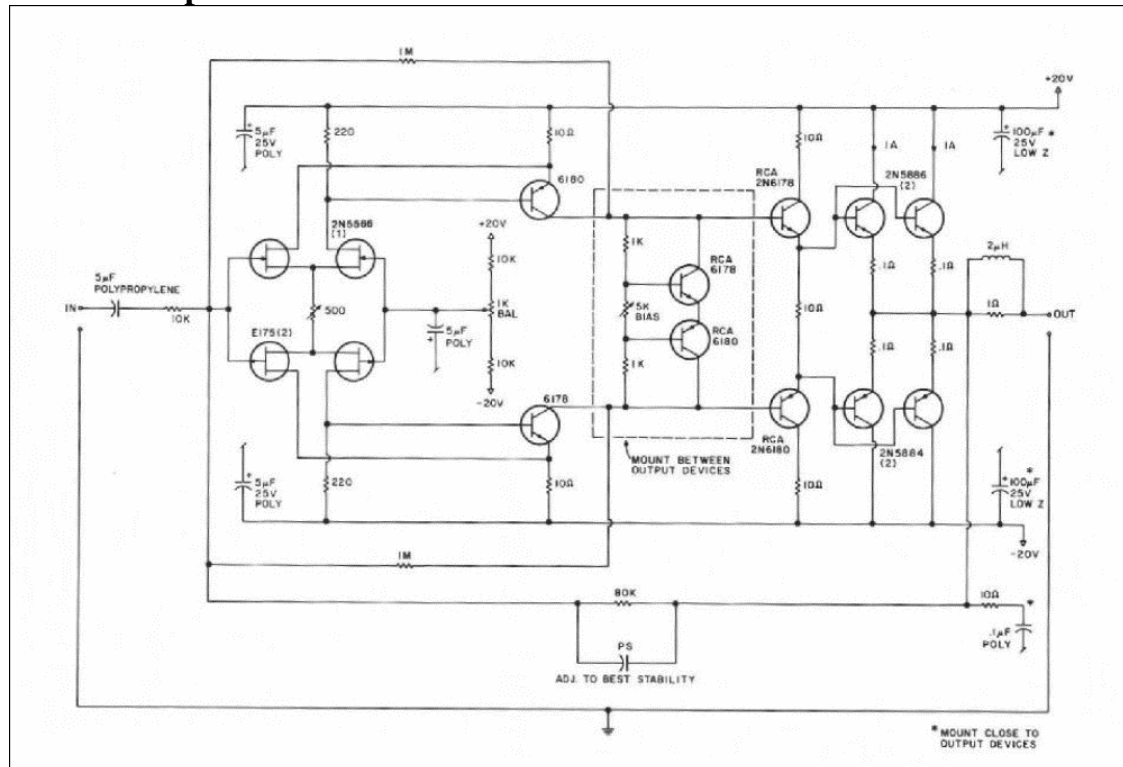 1M
+20V
5µF
25V
POLY
220
10Ω
10Ω
1A
1A
100µF *
25V
LOW Z
6180
RCA
2N6178
2N5886
(2)
2N5566
(1)
+20V
1K
RCA
6178
2µH
5µF
POLYPROPYLENE
10K
.1Ω
.1Ω
IN
10K
500
1K
BAL
5K
BIAS
10Ω
1Ω
OUT
E175(2)
5µF
POLY
RCA
6180
.1Ω
.1Ω
10K
1K
-20V
6178
RCA
2N6180
2N5884
(2)
MOUNT BETWEEN
OUTPUT DEVICES
5µF
25V
POLY
220
10Ω
10Ω
*
100µF
25V
LOW Z
-20V
1M
80K
10Ω
*
.1µF
POLY
PS
ADJ. TO BEST STABILITY
* MOUNT CLOSE TO
OUTPUT DEVICES